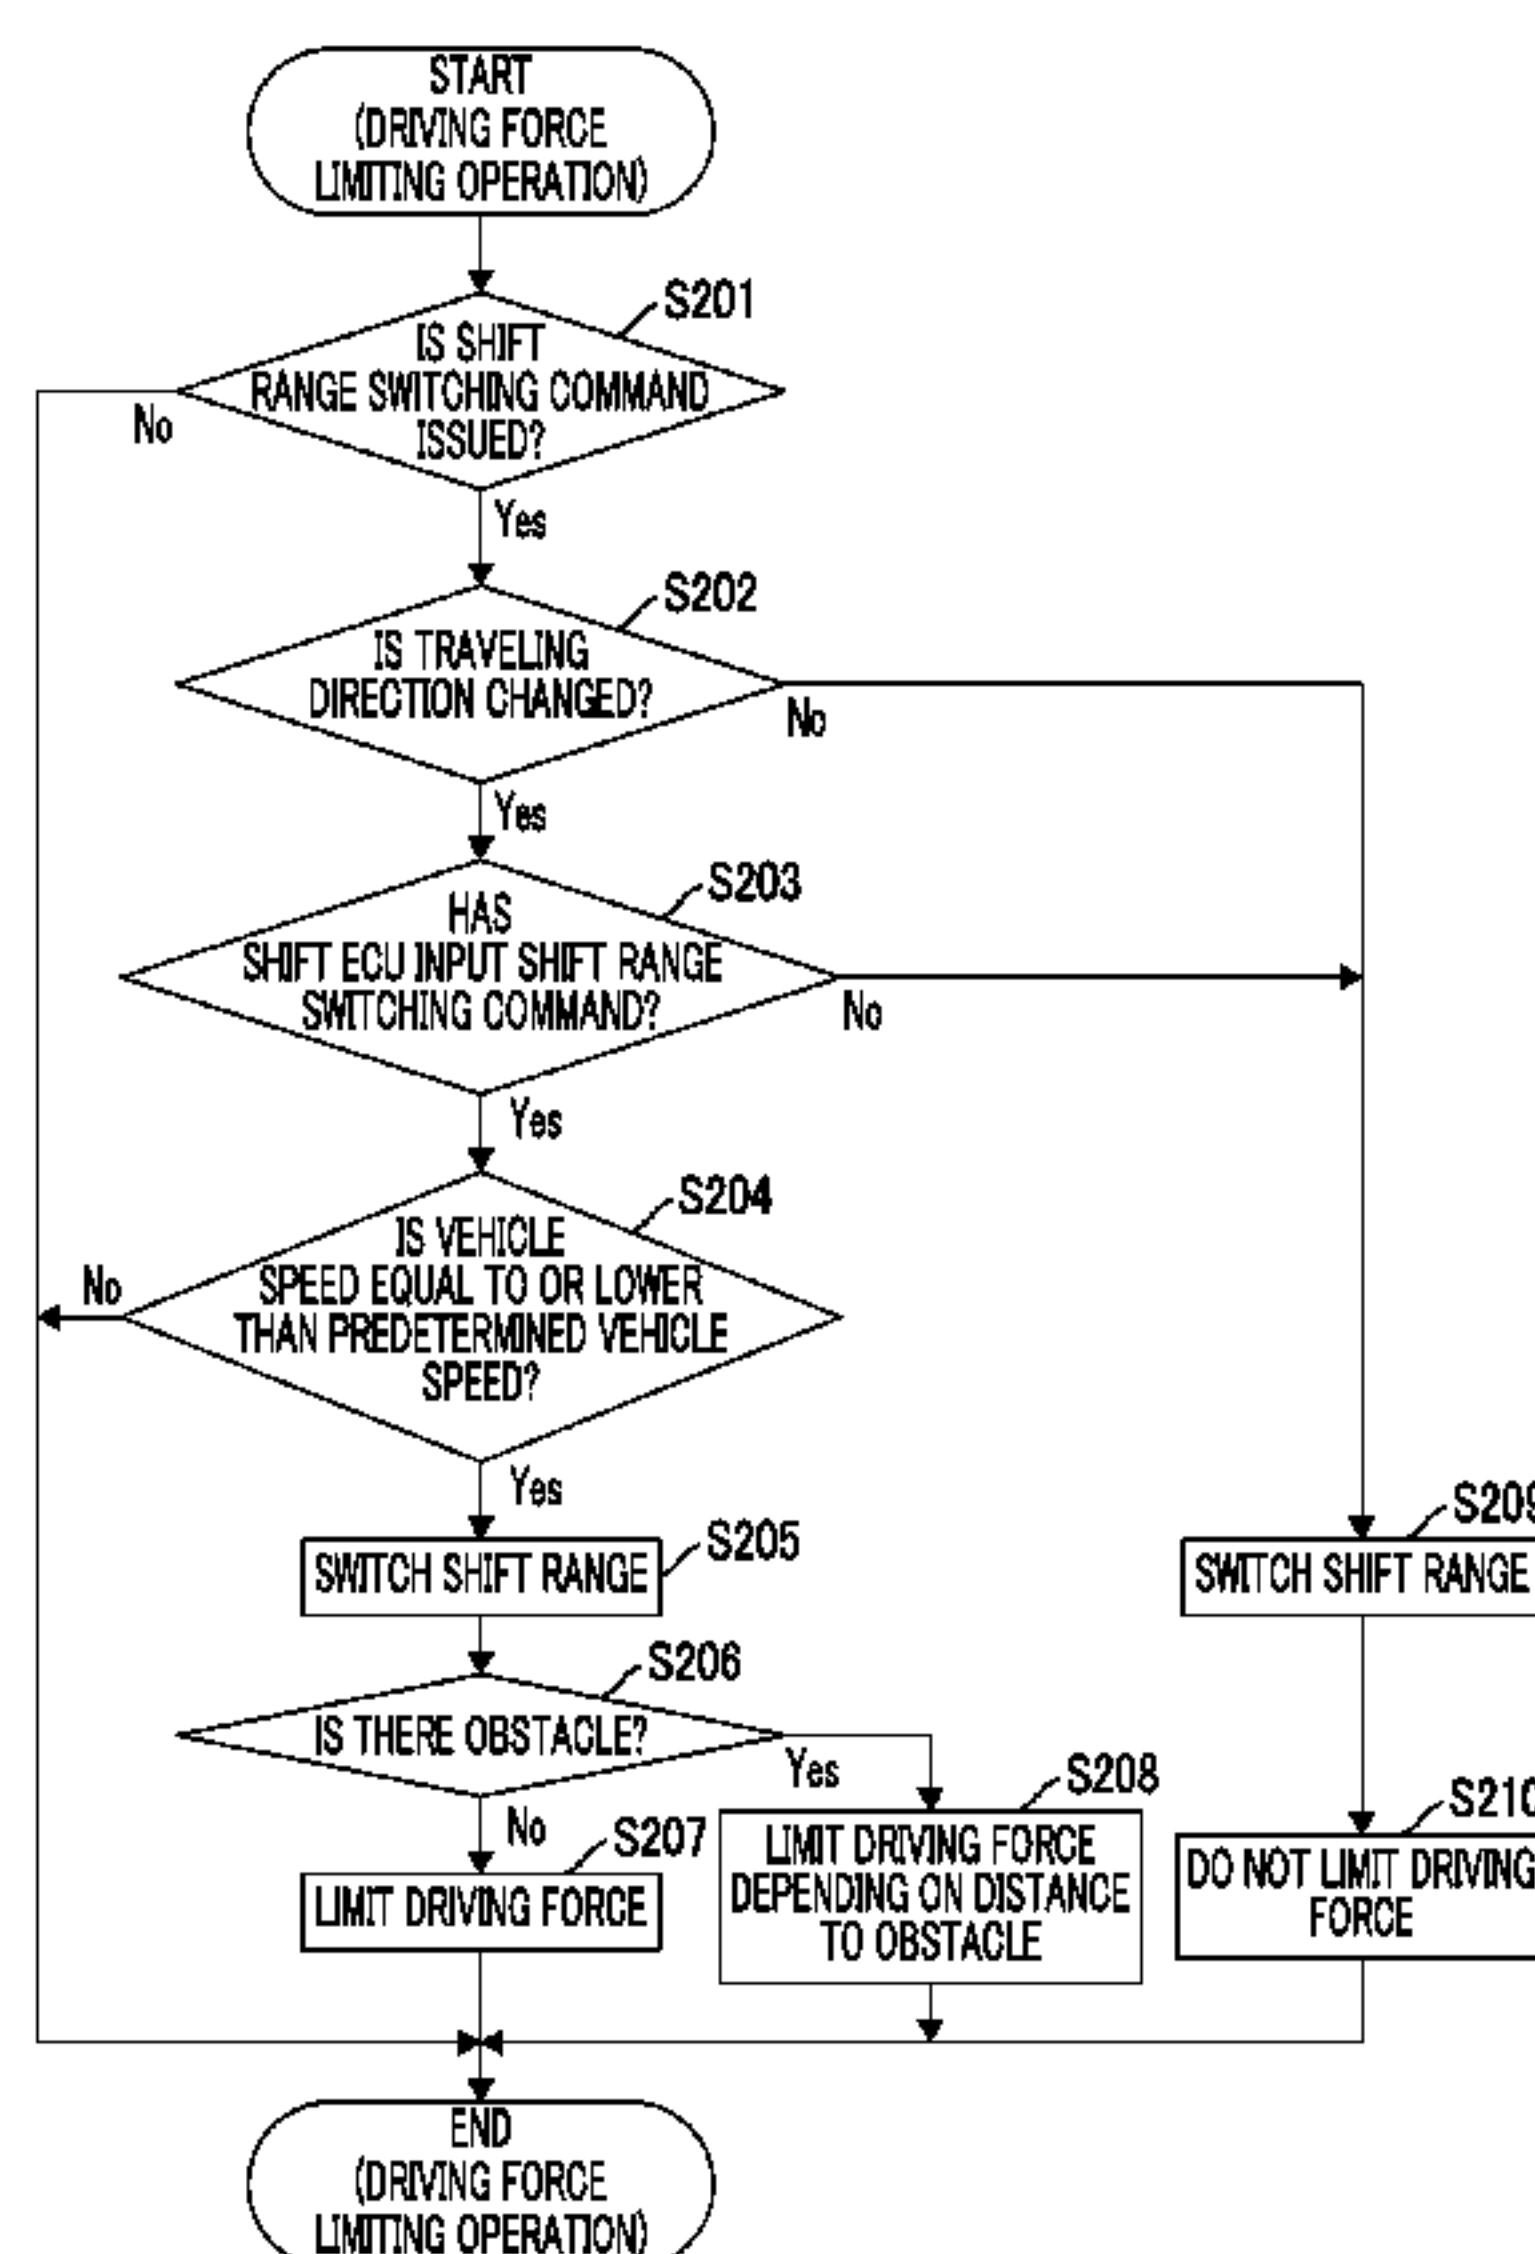 START
(DRIVING FORCE
LIMITING OPERATION)
S201
IS SHIFT
RANGE SWITCHING COMMAND
ISSUED?
No
Yes
S202
IS TRAVELING
DIRECTION CHANGED?
No
Yes
S203
HAS
SHIFT ECU INPUT SHIFT RANGE
SWITCHING COMMAND?
No
Yes
S204
IS VEHICLE
SPEED EQUAL TO OR LOWER
THAN PREDETERMINED VEHICLE
SPEED?
No
Yes
S205
SWITCH SHIFT RANGE
S209
SWITCH SHIFT RANGE
S206
IS THERE OBSTACLE?
Yes
No
S207
LIMIT DRIVING FORCE
S208
LIMIT DRIVING FORCE
DEPENDING ON DISTANCE
TO OBSTACLE
S210
DO NOT LIMIT DRIVING
FORCE
END
(DRIVING FORCE
LIMITING OPERATION)